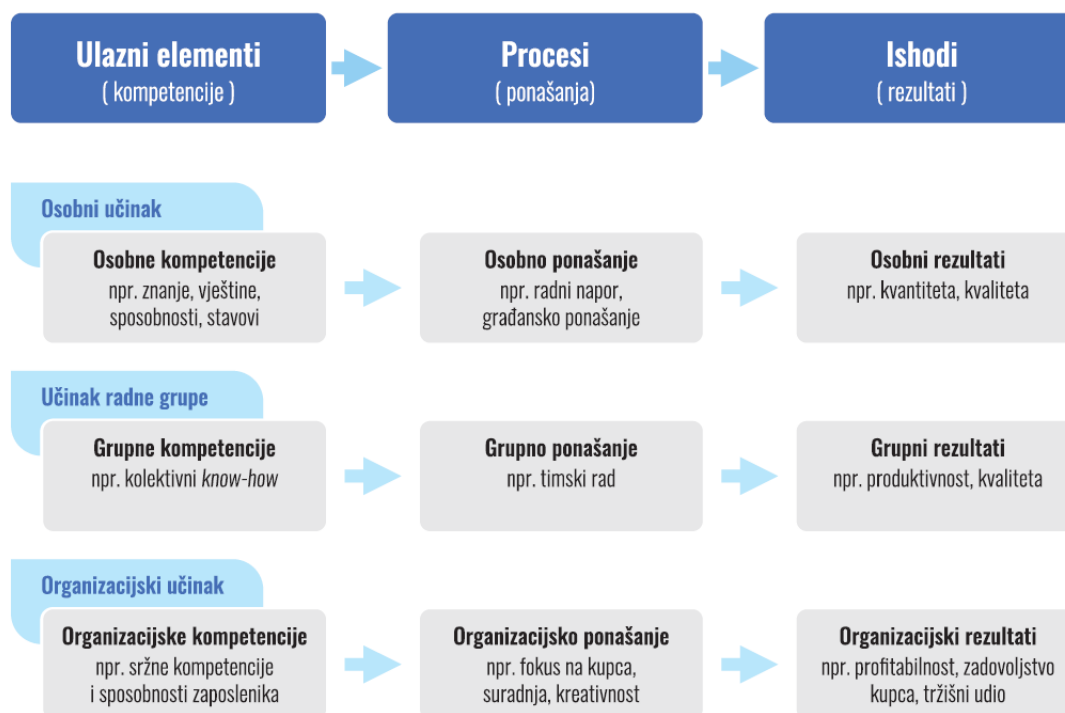 Ulazni elementi
( kompetencije )
Procesi
( ponašanja)
Ishodi
( rezultati )
Osobni učinak
Osobne kompetencije
npr. znanje, vještine,
sposobnosti, stavovi
Osobno ponašanje
npr. radni napor,
građansko ponašanje
Osobni rezultati
npr. kvantiteta, kvaliteta
Učinak radne grupe
Grupne kompetencije
npr. kolektivni know-how
Grupno ponašanje
npr. timski rad
Grupni rezultati
npr. produktivnost, kvaliteta
Organizacijski učinak
Organizacijske kompetencije
npr. sržne kompetencije
i sposobnosti zaposlenika
Organizacijsko ponašanje
npr. fokus na kupca,
suradnja, kreativnost
Organizacijski rezultati
npr. profitabilnost, zadovoljstvo
kupca, tržišni udio